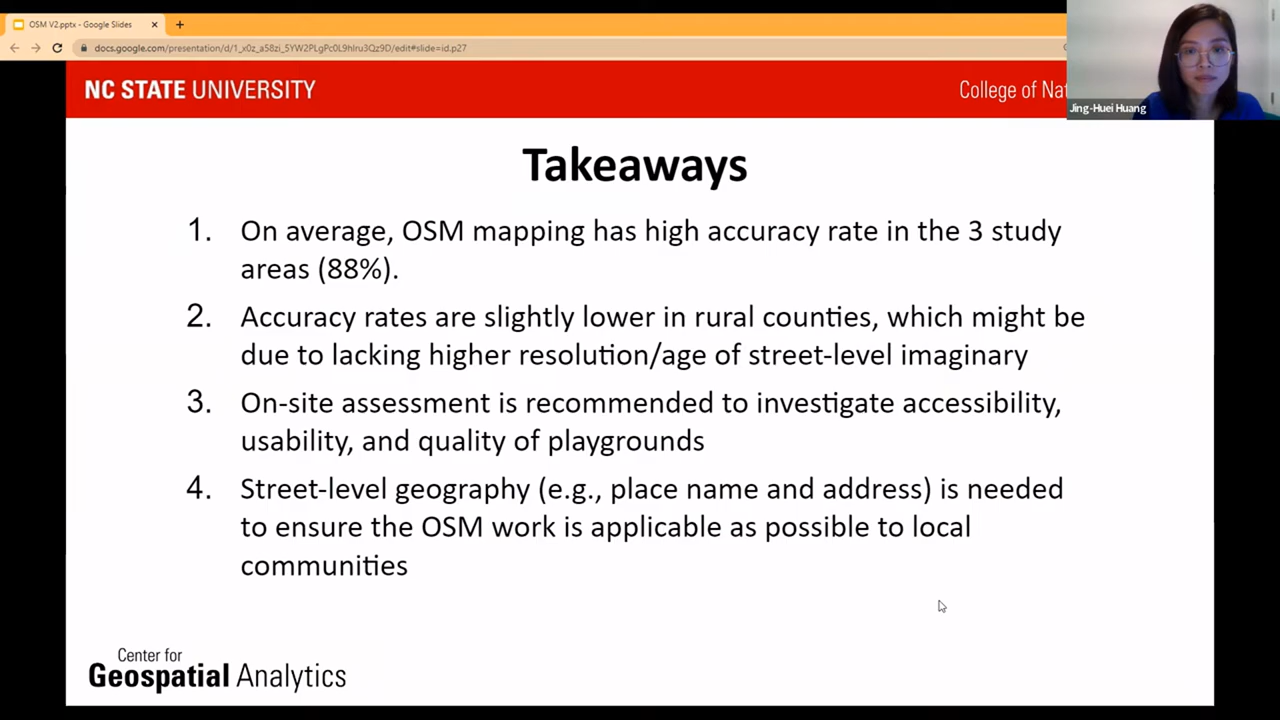 OSM V2.pptx - Google Slides
docs.google.com/presentation/d/1_x0z_a58zi_5YW2PLgPc0L9hlru3Qz9D/edit#slide=id.p27
NC STATE UNIVERSITY
College of Nat
Jing-Huei Huang
Takeaways
1. On average, OSM mapping has high accuracy rate in the 3 study
areas (88%).
2. Accuracy rates are slightly lower in rural counties, which might be
due to lacking higher resolution/age of street-level imaginary
3. On-site assessment is recommended to investigate accessibility,
usability, and quality of playgrounds
4. Street-level geography (e.g., place name and address) is needed
to ensure the OSM work is applicable as possible to local
communities
Center for
Geospatial Analytics